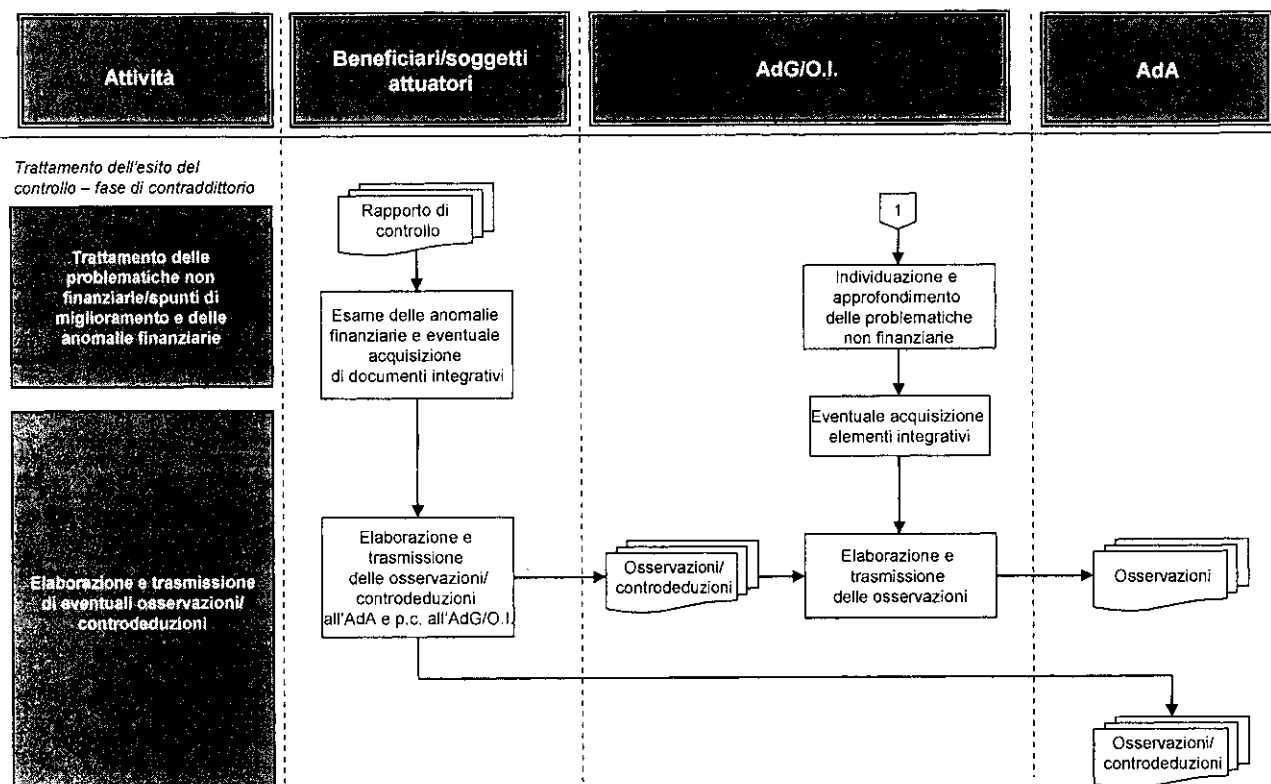 Attività
Beneficiari/soggetti
attuatori
AdG/O.I.
AdA
Trattamento dell'esito del
controllo – fase di contraddittorio
Trattamento delle
problematiche non
finanziarie/spunti di
miglioramento e delle
anomalie finanziarie
Rapporto di
controllo
1
Esame delle anomalie
finanziarie e eventuale
acquisizione
di documenti integrativi
Individuazione e
approfondimento
delle problematiche
non finanziarie
Eventuale acquisizione
elementi integrativi
Elaborazione e trasmissione
di eventuali osservazioni/
controdeduzioni
Elaborazione e
trasmissione
delle osservazioni/
controdeduzioni
all'AdA e p.c. all'AdG/O.I.
Osservazioni/
controdeduzioni
Elaborazione e
trasmissione
delle osservazioni
Osservazioni
Osservazioni/
controdeduzioni